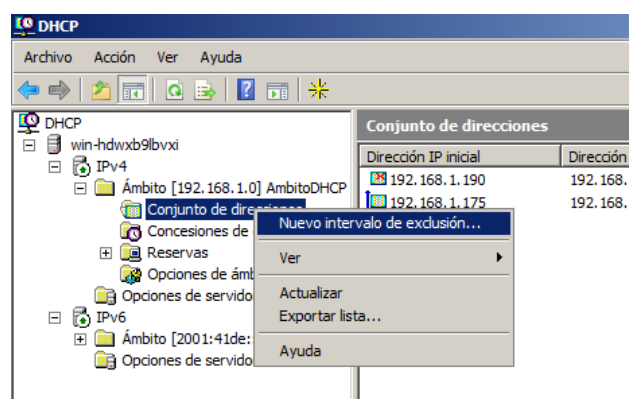 DHCP
Archivo Acción Ver Ayuda
DHCP
win-hdwxb9lbvxi
IPv4
Ámbito [192.168.1.0] AmbitoDHCP
Conjunto de direcciones
Concesiones de
Reservas
Opciones de ámb
Opciones de servido
IPv6
Ámbito [2001:41de:
Opciones de servido
Nuevo intervalo de exclusión...
Ver
Actualizar
Exportar lista...
Ayuda
Conjunto de direcciones
Dirección IP inicial Dirección
192.168.1.190 192.168.
192.168.1.175 192.168.